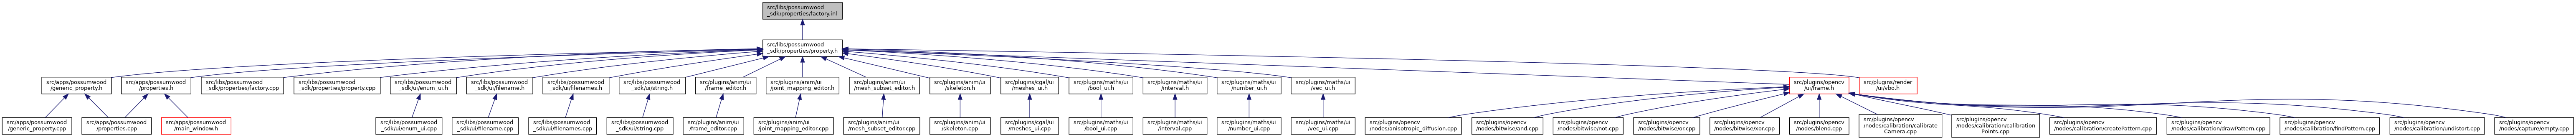 src/libs/possumwood
_sdk/properties/factory.inl
src/libs/possumwood
_sdk/properties/property.h
src/apps/possumwood
/generic_property.h
src/apps/possumwood
/properties.h
src/libs/possumwood
_sdk/properties/factory.cpp
src/libs/possumwood
_sdk/properties/property.cpp
src/libs/possumwood
_sdk/ui/enum_ui.h
src/libs/possumwood
_sdk/ui/filename.h
src/libs/possumwood
_sdk/ui/filenames.h
src/libs/possumwood
_sdk/ui/string.h
src/plugins/anim/ui
/frame_editor.h
src/plugins/anim/ui
/joint_mapping_editor.h
src/plugins/anim/ui
/mesh_subset_editor.h
src/plugins/anim/ui
/skeleton.h
src/plugins/cgal/ui
/meshes_ui.h
src/plugins/maths/ui
/bool_ui.h
src/plugins/maths/ui
/interval.h
src/plugins/maths/ui
/number_ui.h
src/plugins/maths/ui
/vec_ui.h
src/plugins/opencv
/ui/frame.h
src/plugins/render
/ui/vbo.h
src/apps/possumwood
/generic_property.cpp
src/apps/possumwood
/properties.cpp
src/apps/possumwood
/main_window.h
src/libs/possumwood
_sdk/ui/enum_ui.cpp
src/libs/possumwood
_sdk/ui/filename.cpp
src/libs/possumwood
_sdk/ui/filenames.cpp
src/libs/possumwood
_sdk/ui/string.cpp
src/plugins/anim/ui
/frame_editor.cpp
src/plugins/anim/ui
/joint_mapping_editor.cpp
src/plugins/anim/ui
/mesh_subset_editor.cpp
src/plugins/anim/ui
/skeleton.cpp
src/plugins/cgal/ui
/meshes_ui.cpp
src/plugins/maths/ui
/bool_ui.cpp
src/plugins/maths/ui
/interval.cpp
src/plugins/maths/ui
/number_ui.cpp
src/plugins/maths/ui
/vec_ui.cpp
src/plugins/opencv
/nodes/anisotropic_diffusion.cpp
src/plugins/opencv
/nodes/bitwise/and.cpp
src/plugins/opencv
/nodes/bitwise/not.cpp
src/plugins/opencv
/nodes/bitwise/or.cpp
src/plugins/opencv
/nodes/bitwise/xor.cpp
src/plugins/opencv
/nodes/blend.cpp
src/plugins/opencv
/nodes/calibration/calibrate
Camera.cpp
src/plugins/opencv
/nodes/calibration/calibration
Points.cpp
src/plugins/opencv
/nodes/calibration/createPattern.cpp
src/plugins/opencv
/nodes/calibration/drawPattern.cpp
src/plugins/opencv
/nodes/calibration/findPattern.cpp
src/plugins/opencv
/nodes/calibration/undistort.cpp
src/plugins/opencv
/nodes/capture/empty.cpp